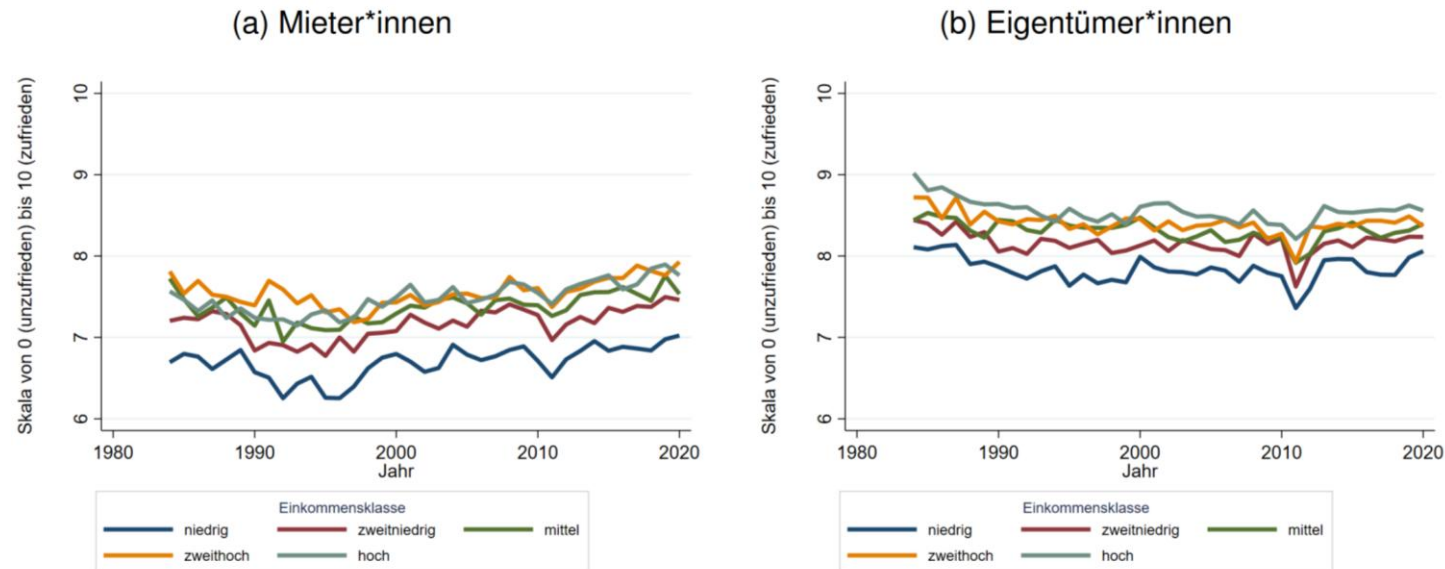 (a) Mieter*innen
Skala von 0 (unzufrieden) bis 10 (zufrieden)
10
9
8
7
6
1980 1990 2000 2010 2020
Jahr
Einkommensklasse
niedrig zweitniedrig mittel
zweithoch hoch
(b) Eigentümer*innen
Skala von 0 (unzufrieden) bis 10 (zufrieden)
10
9
8
7
6
1980 1990 2000 2010 2020
Jahr
Einkommensklasse
niedrig zweitniedrig mittel
zweithoch hoch